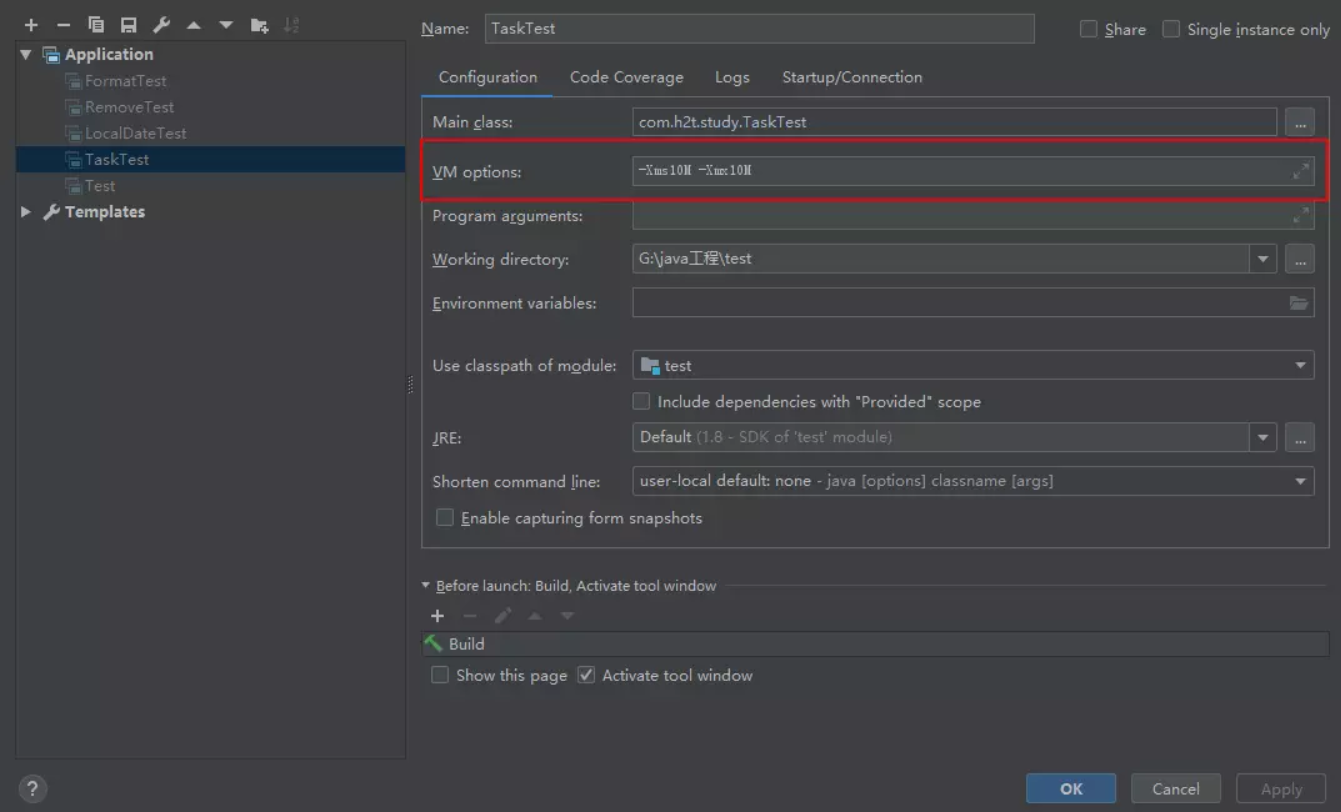 Name: TaskTest Share Single instance only
Application
FormatTest
RemoveTest
LocalDateTest
TaskTest
Test
Templates
Configuration Code Coverage Logs Startup/Connection
Main class: com.h2t.study.TaskTest ...
VM options: -Xms10M -Xmx10M
Program arguments:
Working directory: G:\java工程\test ...
Environment variables:
Use classpath of module: test
Include dependencies with "Provided" scope
JRE: Default (1.8 - SDK of 'test' module) ...
Shorten command line: user-local default: none - java [options] classname [args]
Enable capturing form snapshots
Before launch: Build, Activate tool window
Build
Show this page Activate tool window
? OK Cancel Apply